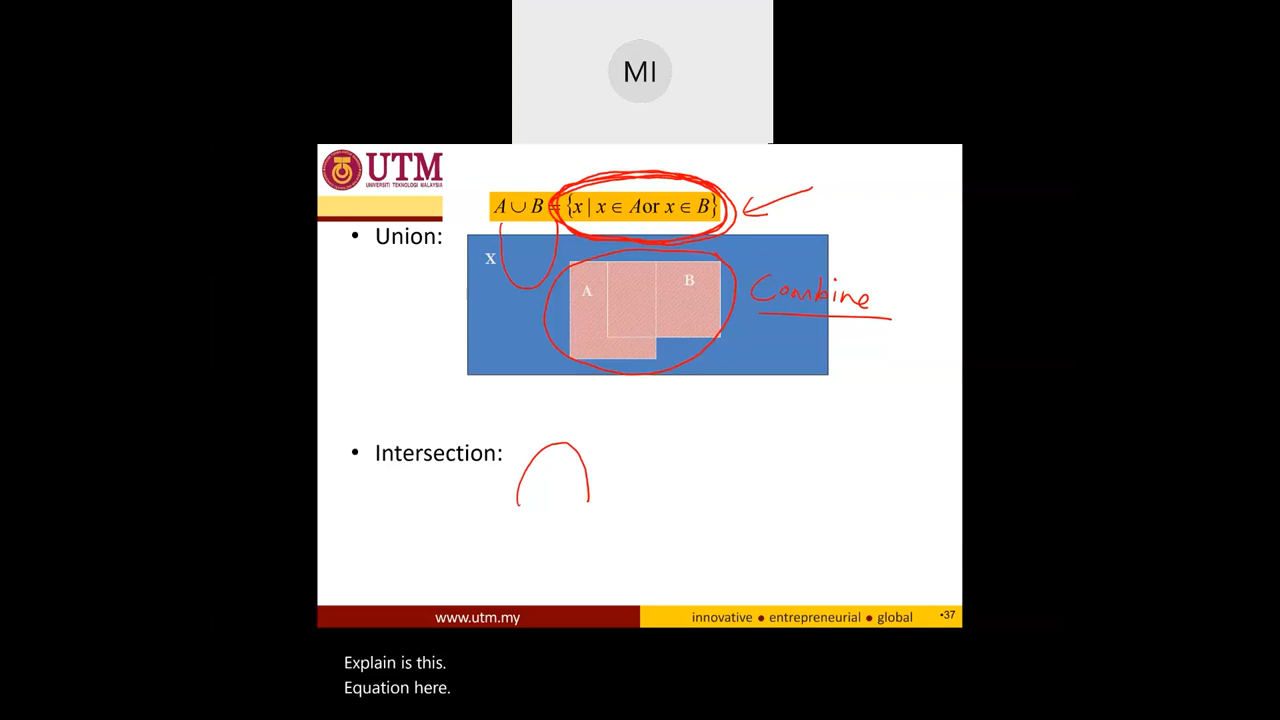 MI
UTM
UNIVERSITI TEKNOLOGI MALAYSIA
A ∪ B = {x | x ∈ Aor x ∈ B}
• Union:
X
A
B
Combine
• Intersection:
www.utm.my
innovative ● entrepreneurial ● global
•37
Explain is this.
Equation here.